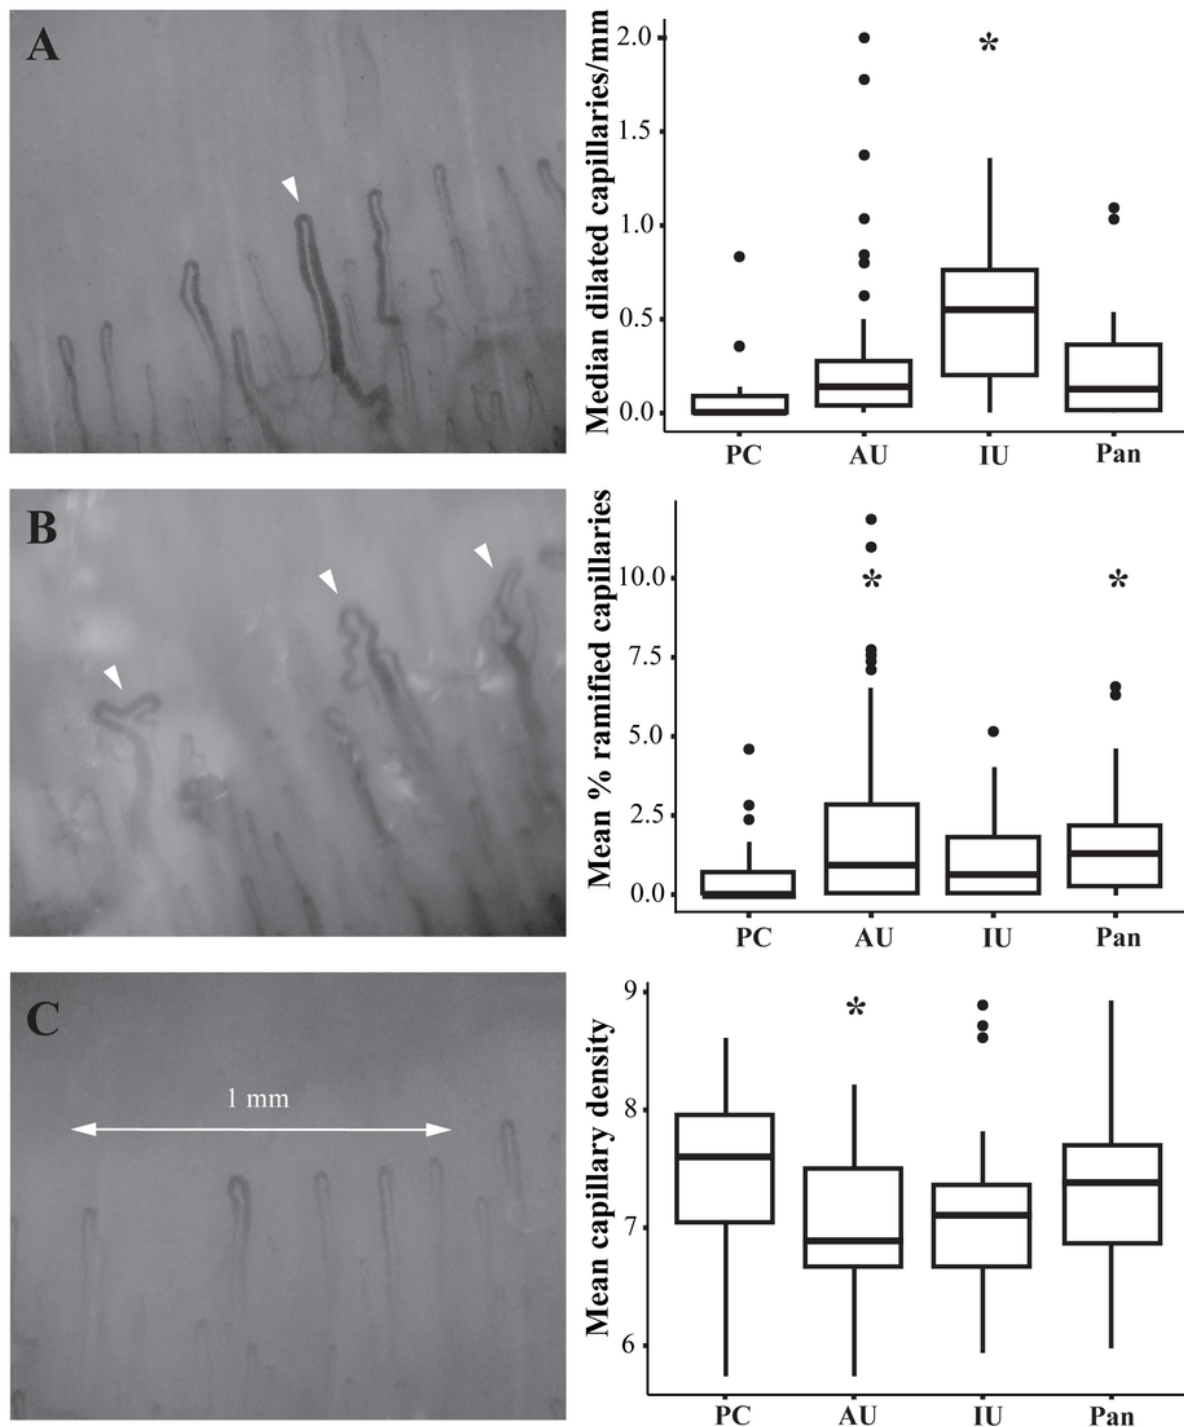 A
Median dilated capillaries/mm
2.0
1.5
1.0
0.5
0.0
*
PC AU IU Pan
B
Mean % ramified capillaries
10.0
7.5
5.0
2.5
0.0
* *
PC AU IU Pan
C
1 mm
Mean capillary density
9
8
7
6
*
PC AU IU Pan